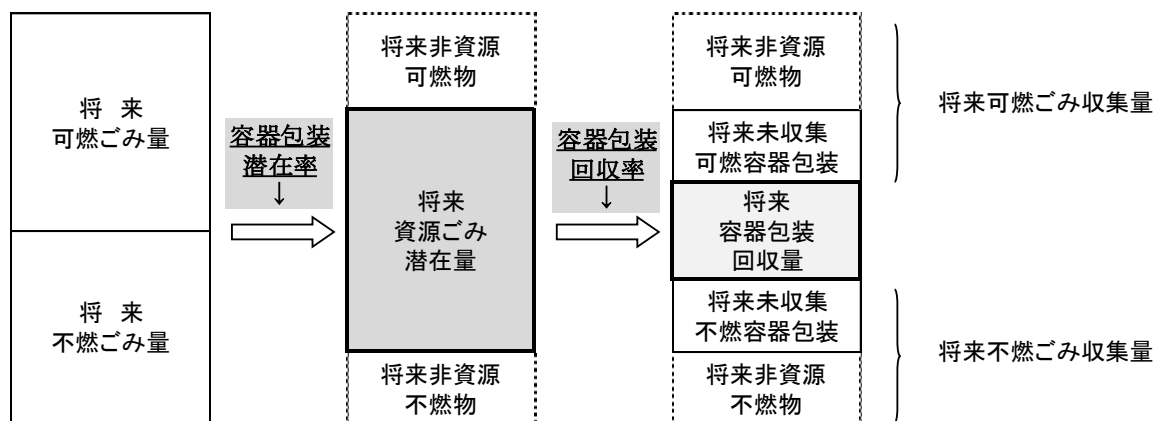 将　来
可燃ごみ量
将　来
不燃ごみ量
容器包装
潜在率
↓
将来非資源
可燃物
将来
資源ごみ
潜在量
将来非資源
不燃物
容器包装
回収率
↓
将来非資源
可燃物
将来未収集
可燃容器包装
将来
容器包装
回収量
将来未収集
不燃容器包装
将来非資源
不燃物
将来可燃ごみ収集量
将来不燃ごみ収集量